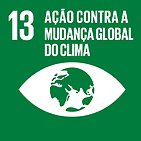 13 AÇÃO CONTRA A
MUDANÇA GLOBAL
DO CLIMA